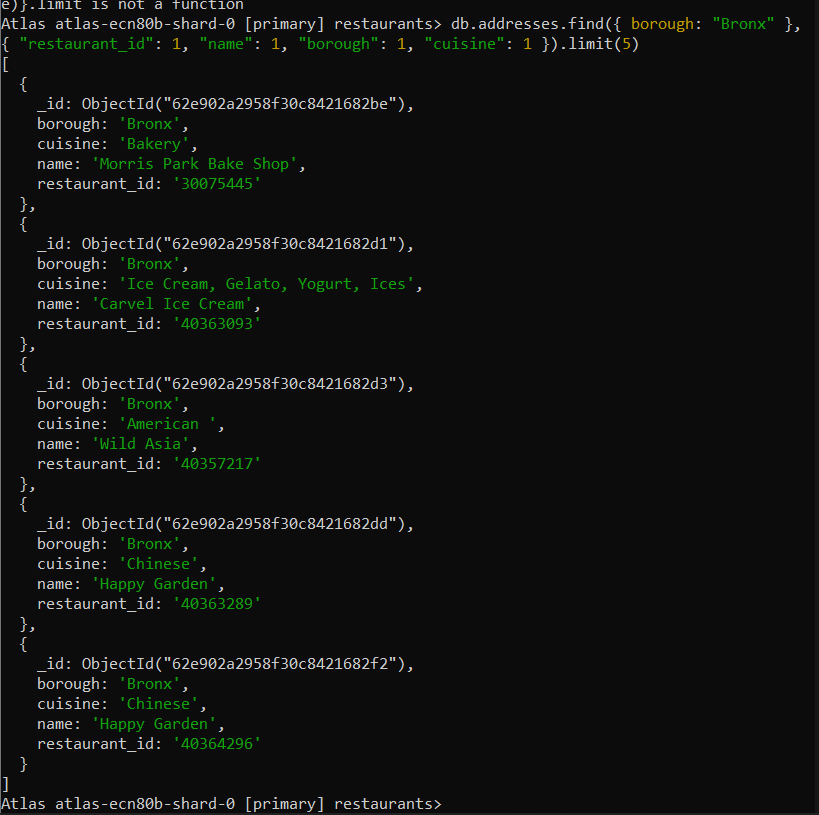 e)}.limit is not a function
Atlas atlas-ecn80b-shard-0 [primary] restaurants> db.addresses.find({ borough: "Bronx" },
{ "restaurant_id": 1, "name": 1, "borough": 1, "cuisine": 1 }).limit(5)
[
  {
    _id: ObjectId("62e902a2958f30c8421682be"),
    borough: 'Bronx',
    cuisine: 'Bakery',
    name: 'Morris Park Bake Shop',
    restaurant_id: '30075445'
  },
  {
    _id: ObjectId("62e902a2958f30c8421682d1"),
    borough: 'Bronx',
    cuisine: 'Ice Cream, Gelato, Yogurt, Ices',
    name: 'Carvel Ice Cream',
    restaurant_id: '40363093'
  },
  {
    _id: ObjectId("62e902a2958f30c8421682d3"),
    borough: 'Bronx',
    cuisine: 'American ',
    name: 'Wild Asia',
    restaurant_id: '40357217'
  },
  {
    _id: ObjectId("62e902a2958f30c8421682dd"),
    borough: 'Bronx',
    cuisine: 'Chinese',
    name: 'Happy Garden',
    restaurant_id: '40363289'
  },
  {
    _id: ObjectId("62e902a2958f30c8421682f2"),
    borough: 'Bronx',
    cuisine: 'Chinese',
    name: 'Happy Garden',
    restaurant_id: '40364296'
  }
]
Atlas atlas-ecn80b-shard-0 [primary] restaurants>